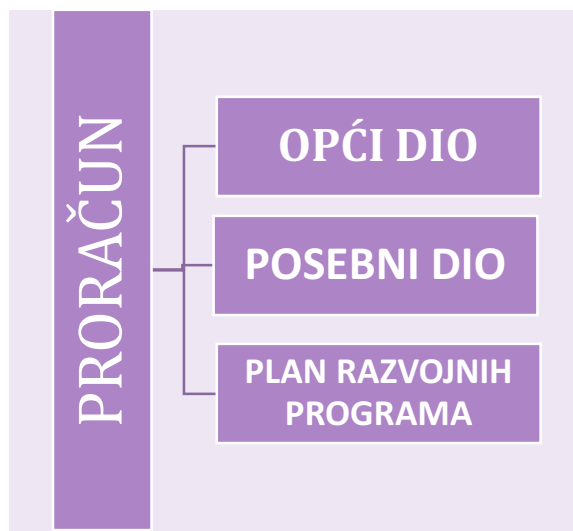 PRORAČUN
OPĆI DIO
POSEBNI DIO
PLAN RAZVOJNIH
PROGRAMA